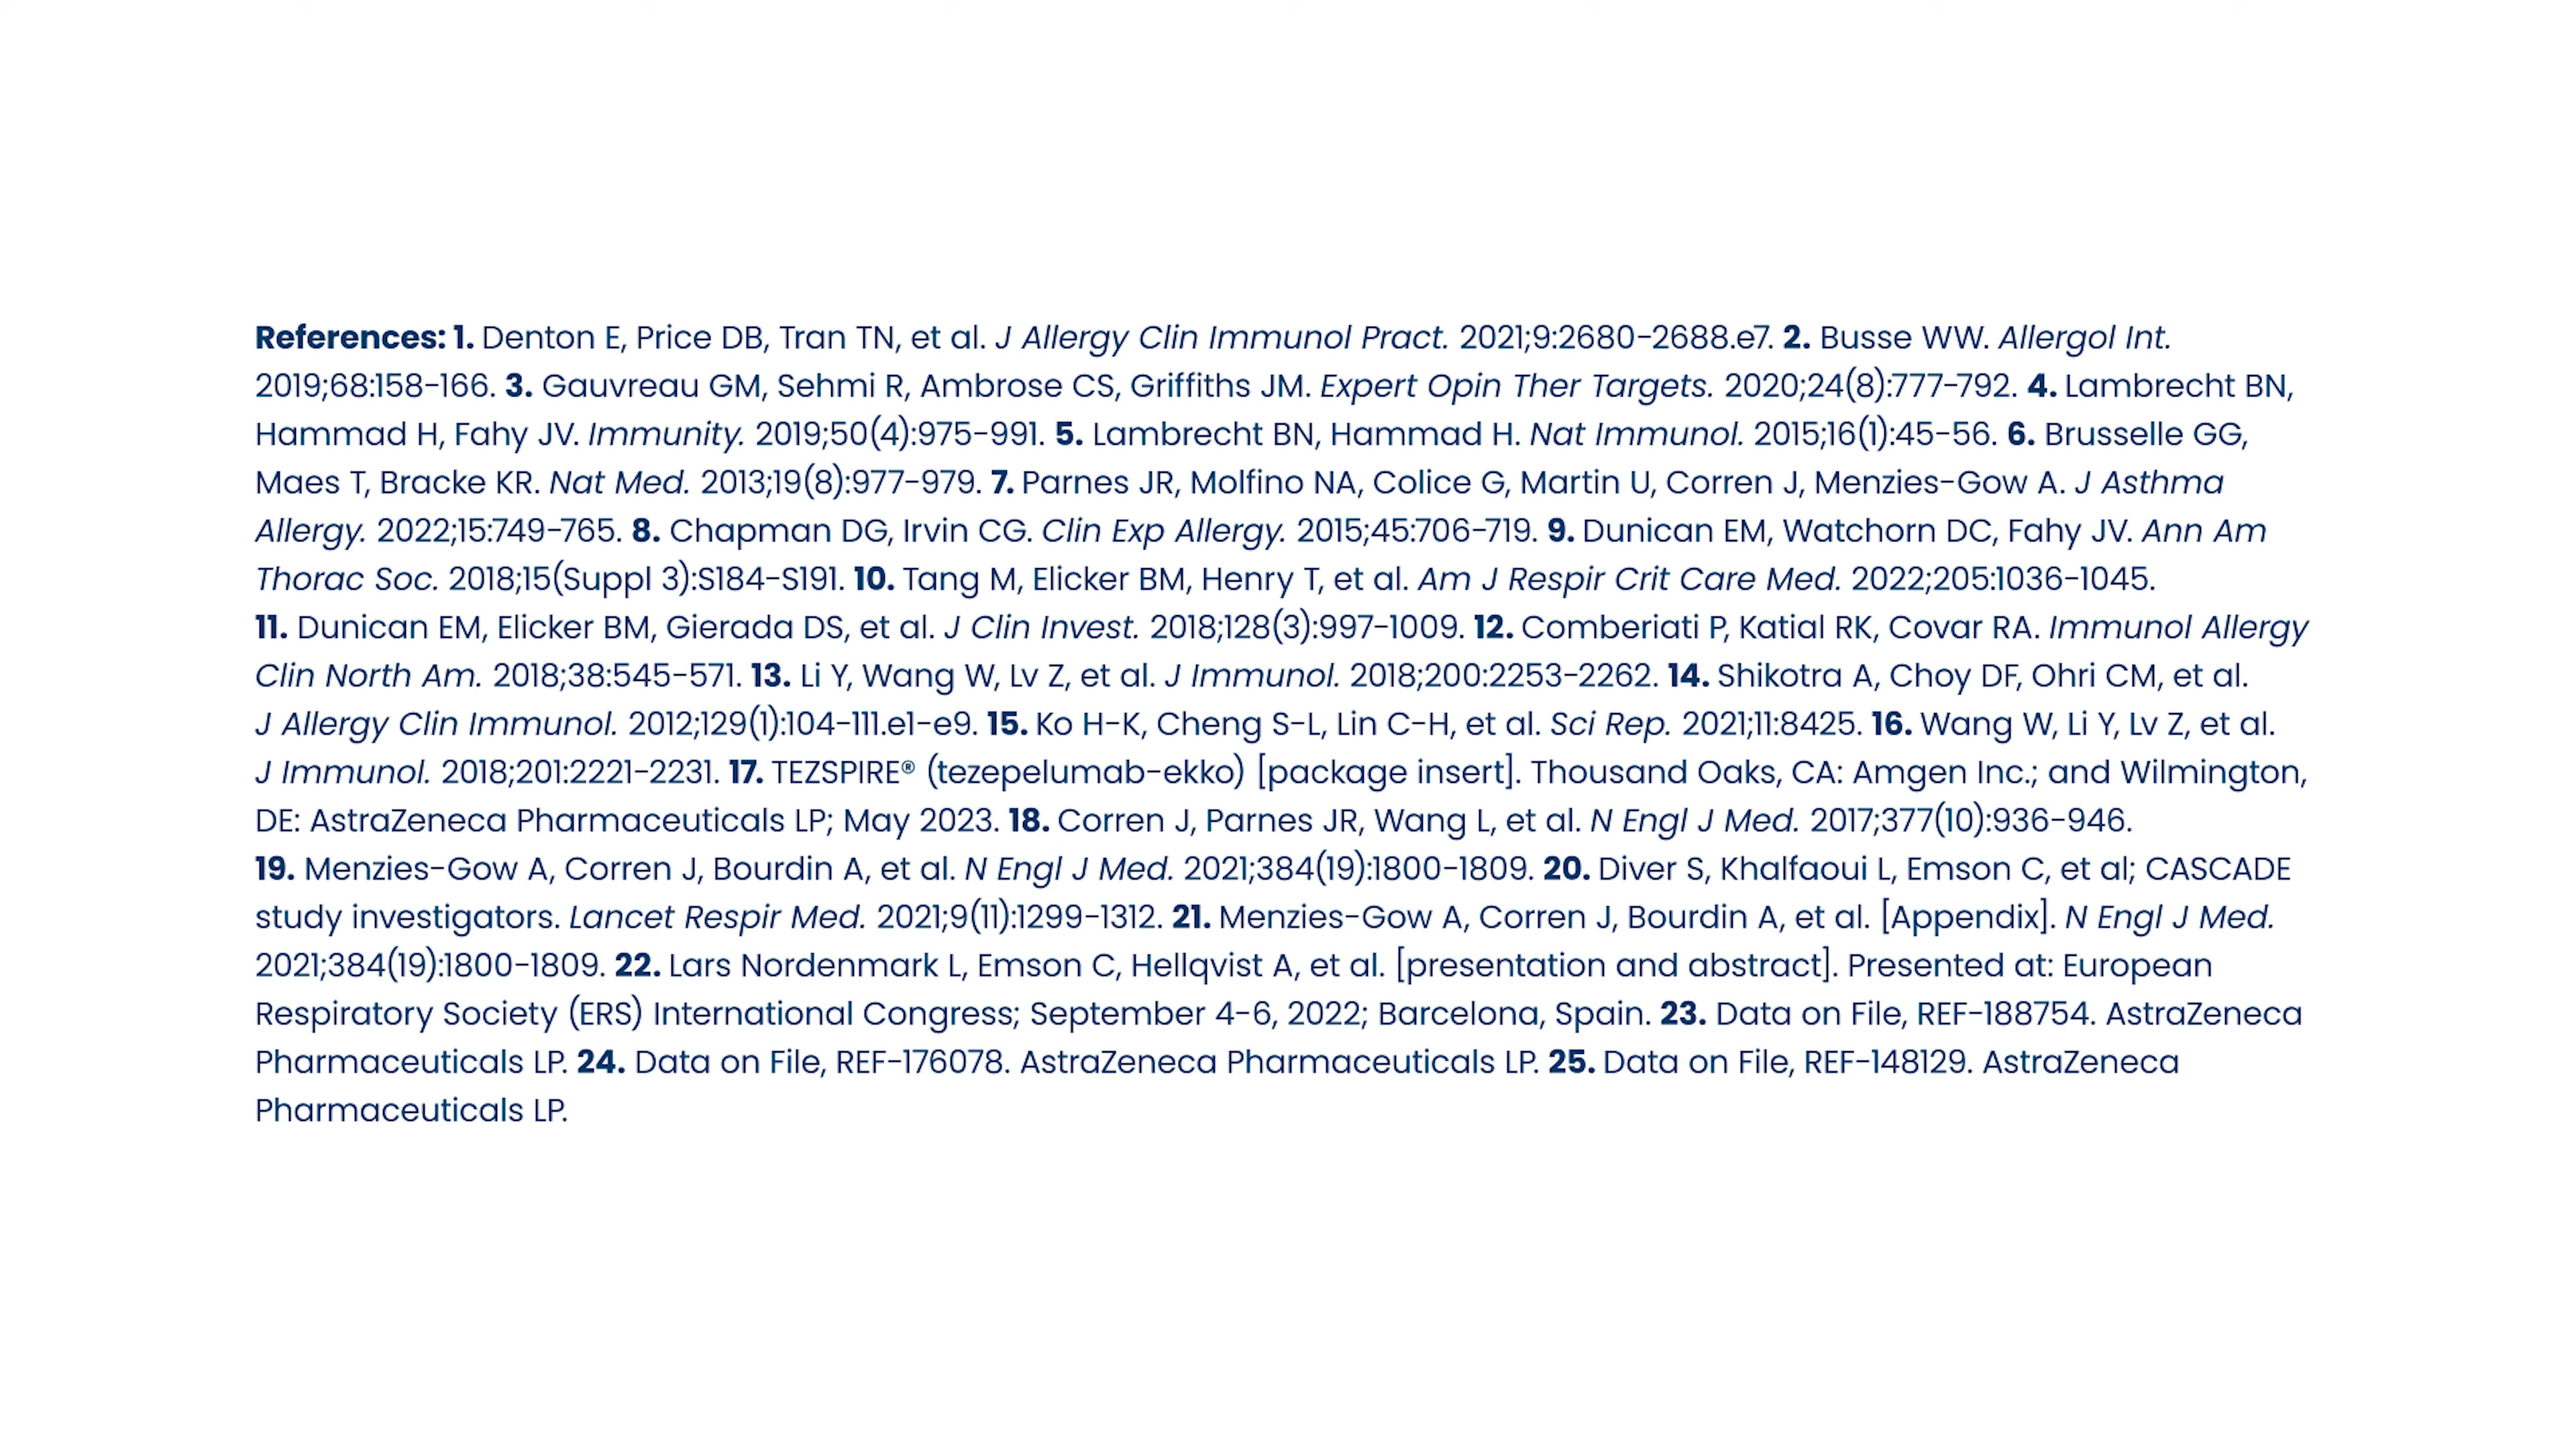 References: 1. Denton E, Price DB, Tran TN, et al. J Allergy Clin Immunol Pract. 2021;9:2680-2688.e7. 2. Busse WW. Allergol Int.
2019;68:158-166. 3. Gauvreau GM, Sehmi R, Ambrose CS, Griffiths JM. Expert Opin Ther Targets. 2020;24(8):777-792. 4. Lambrecht BN,
Hammad H, Fahy JV. Immunity. 2019;50(4):975-991. 5. Lambrecht BN, Hammad H. Nat Immunol. 2015;16(1):45-56. 6. Brusselle GG,
Maes T, Bracke KR. Nat Med. 2013;19(8):977-979. 7. Parnes JR, Molfino NA, Colice G, Martin U, Corren J, Menzies-Gow A. J Asthma
Allergy. 2022;15:749-765. 8. Chapman DG, Irvin CG. Clin Exp Allergy. 2015;45:706-719. 9. Dunican EM, Watchorn DC, Fahy JV. Ann Am
Thorac Soc. 2018;15(Suppl 3):S184-S191. 10. Tang M, Elicker BM, Henry T, et al. Am J Respir Crit Care Med. 2022;205:1036-1045.
11. Dunican EM, Elicker BM, Gierada DS, et al. J Clin Invest. 2018;128(3):997-1009. 12. Comberiati P, Katial RK, Covar RA. Immunol Allergy
Clin North Am. 2018;38:545-571. 13. Li Y, Wang W, Lv Z, et al. J Immunol. 2018;200:2253-2262. 14. Shikotra A, Choy DF, Ohri CM, et al.
J Allergy Clin Immunol. 2012;129(1):104-111.e1-e9. 15. Ko H-K, Cheng S-L, Lin C-H, et al. Sci Rep. 2021;11:8425. 16. Wang W, Li Y, Lv Z, et al.
J Immunol. 2018;201:2221-2231. 17. TEZSPIRE® (tezepelumab-ekko) [package insert]. Thousand Oaks, CA: Amgen Inc.; and Wilmington,
DE: AstraZeneca Pharmaceuticals LP; May 2023. 18. Corren J, Parnes JR, Wang L, et al. N Engl J Med. 2017;377(10):936-946.
19. Menzies-Gow A, Corren J, Bourdin A, et al. N Engl J Med. 2021;384(19):1800-1809. 20. Diver S, Khalfaoui L, Emson C, et al; CASCADE
study investigators. Lancet Respir Med. 2021;9(11):1299-1312. 21. Menzies-Gow A, Corren J, Bourdin A, et al. [Appendix]. N Engl J Med.
2021;384(19):1800-1809. 22. Lars Nordenmark L, Emson C, Hellqvist A, et al. [presentation and abstract]. Presented at: European
Respiratory Society (ERS) International Congress; September 4-6, 2022; Barcelona, Spain. 23. Data on File, REF-188754. AstraZeneca
Pharmaceuticals LP. 24. Data on File, REF-176078. AstraZeneca Pharmaceuticals LP. 25. Data on File, REF-148129. AstraZeneca
Pharmaceuticals LP.